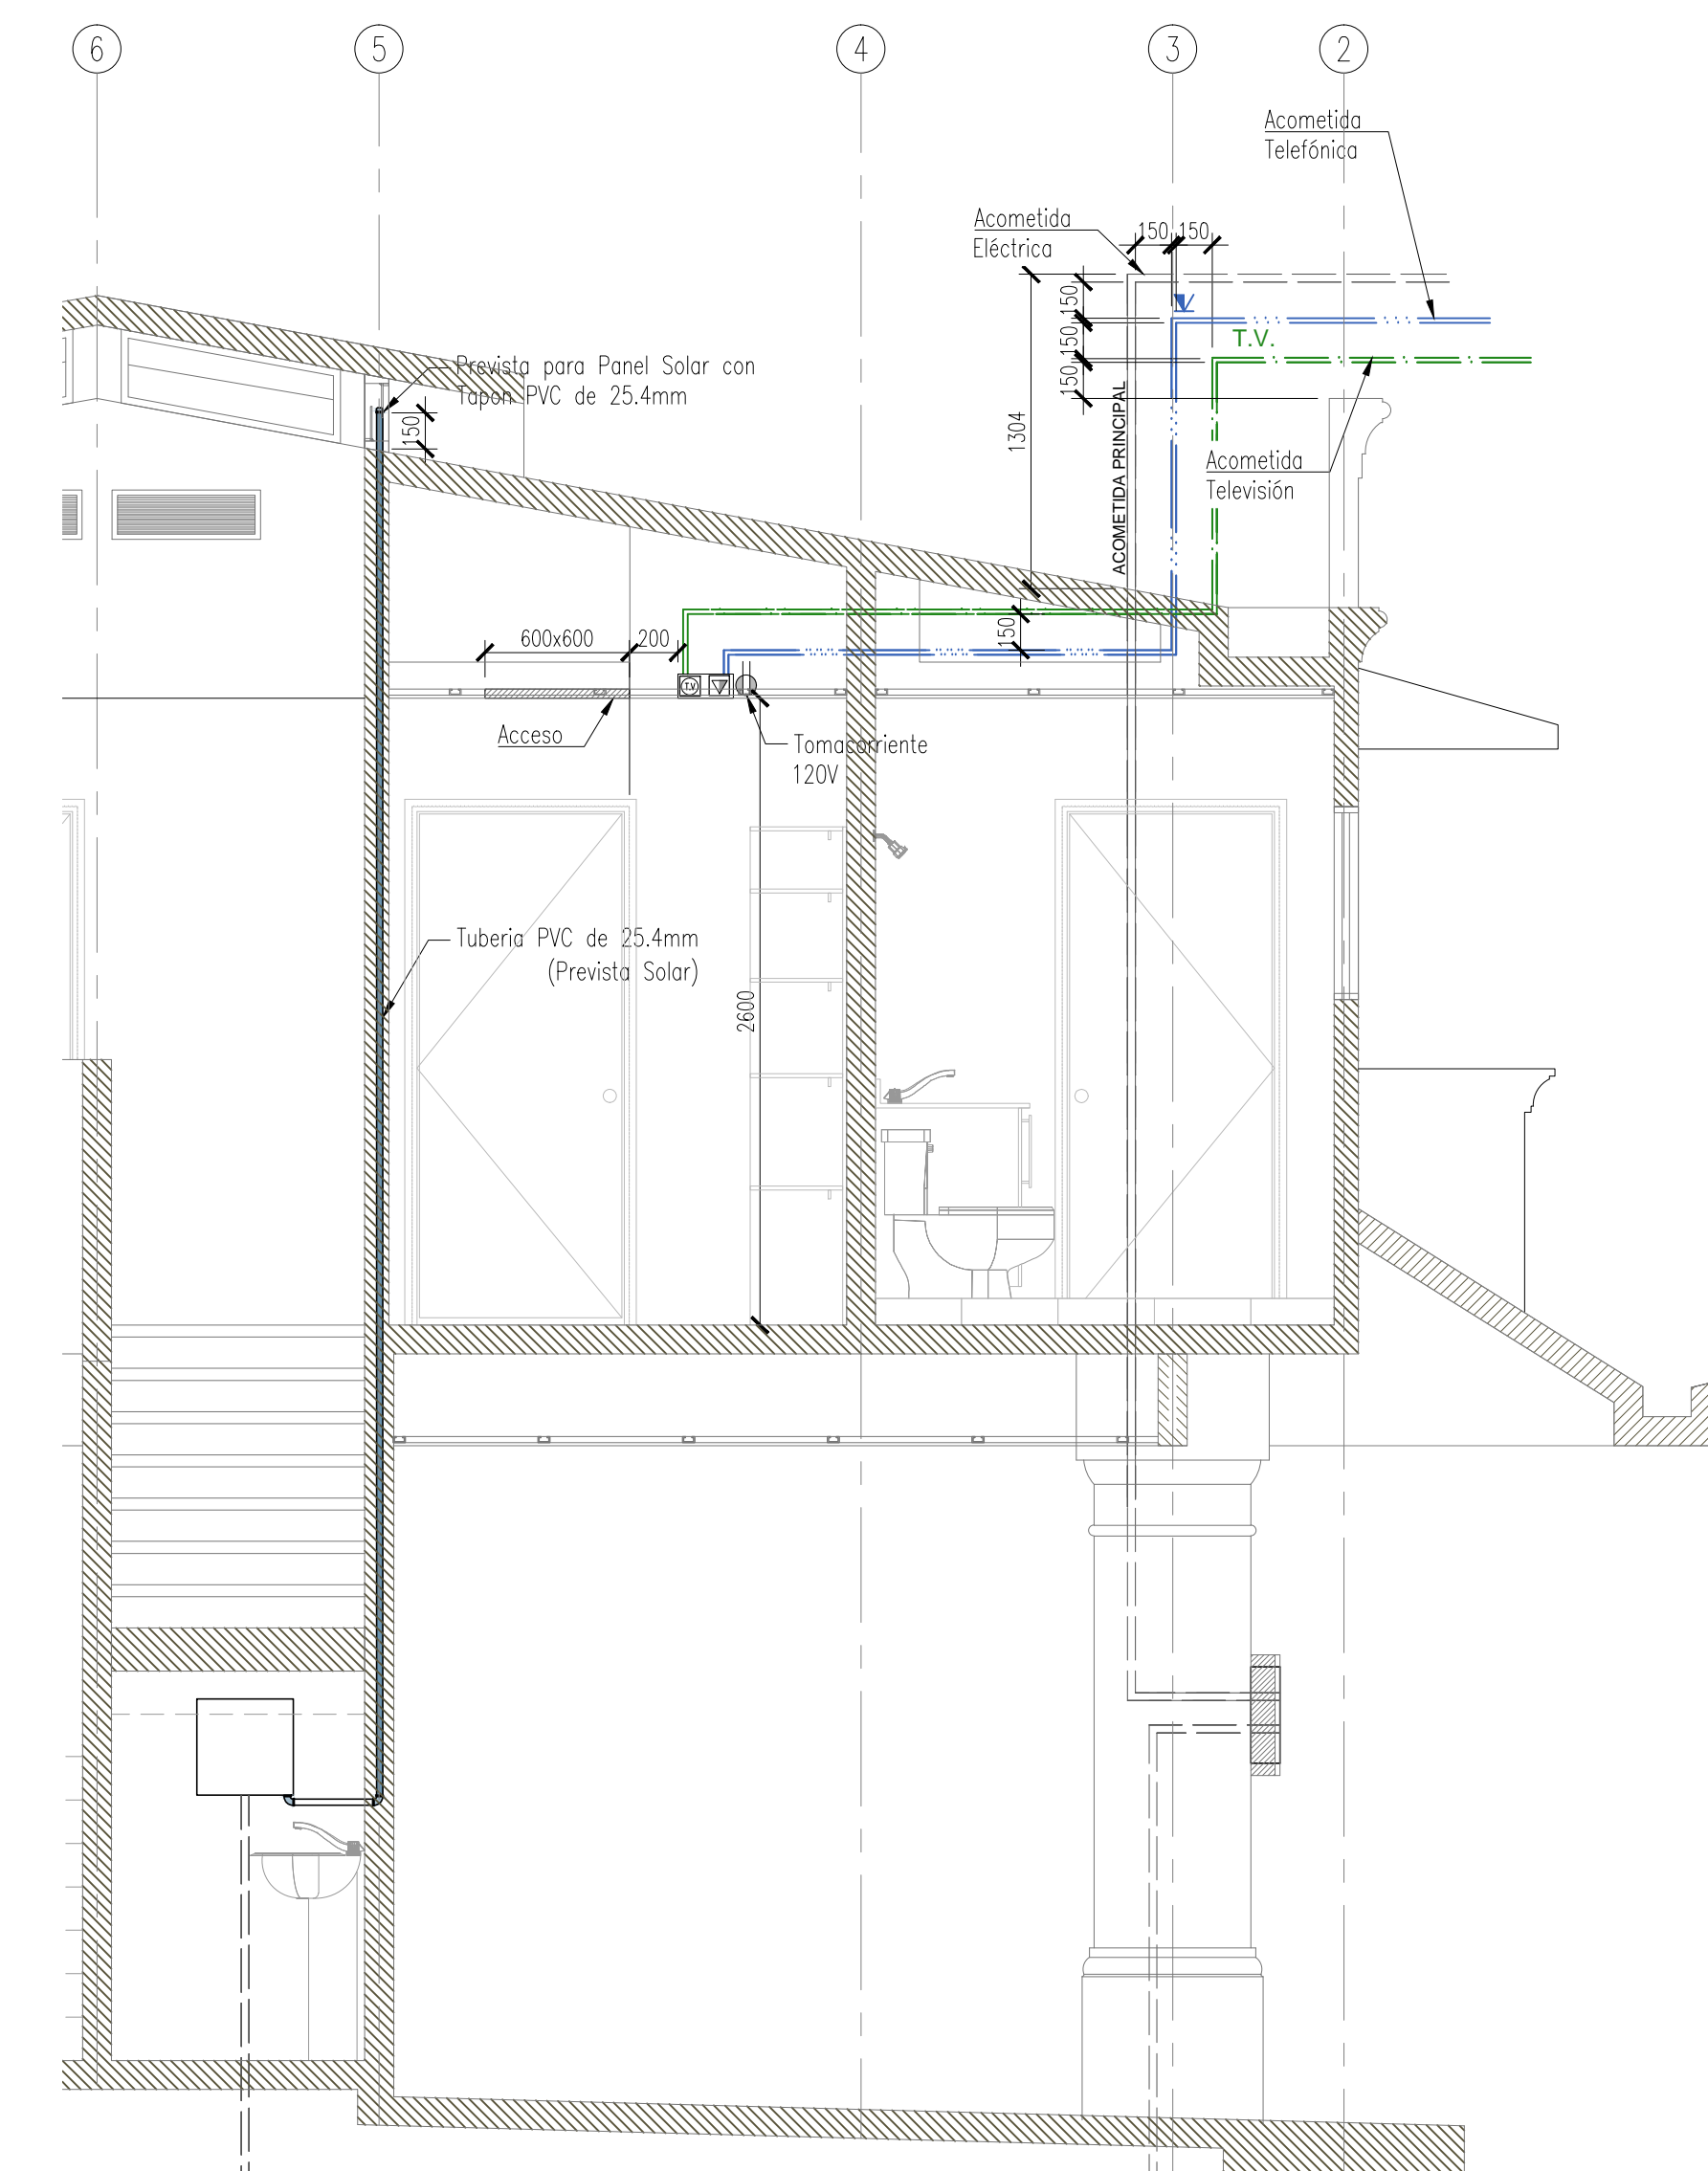 6
5
4
3
2
Acometida
Telefónica
Acometida
Eléctrica
150
150
150
150
150
V
T.V.
1304
ACOMETIDA PRINCIPAL
Prevista para Panel Solar con
Tapon PVC de 25.4mm
150
Acometida
Televisión
600x600
200
150
T.V
Acceso
Tomacorriente
120V
Tuberia PVC de 25.4mm
(Prevista Solar)
2600